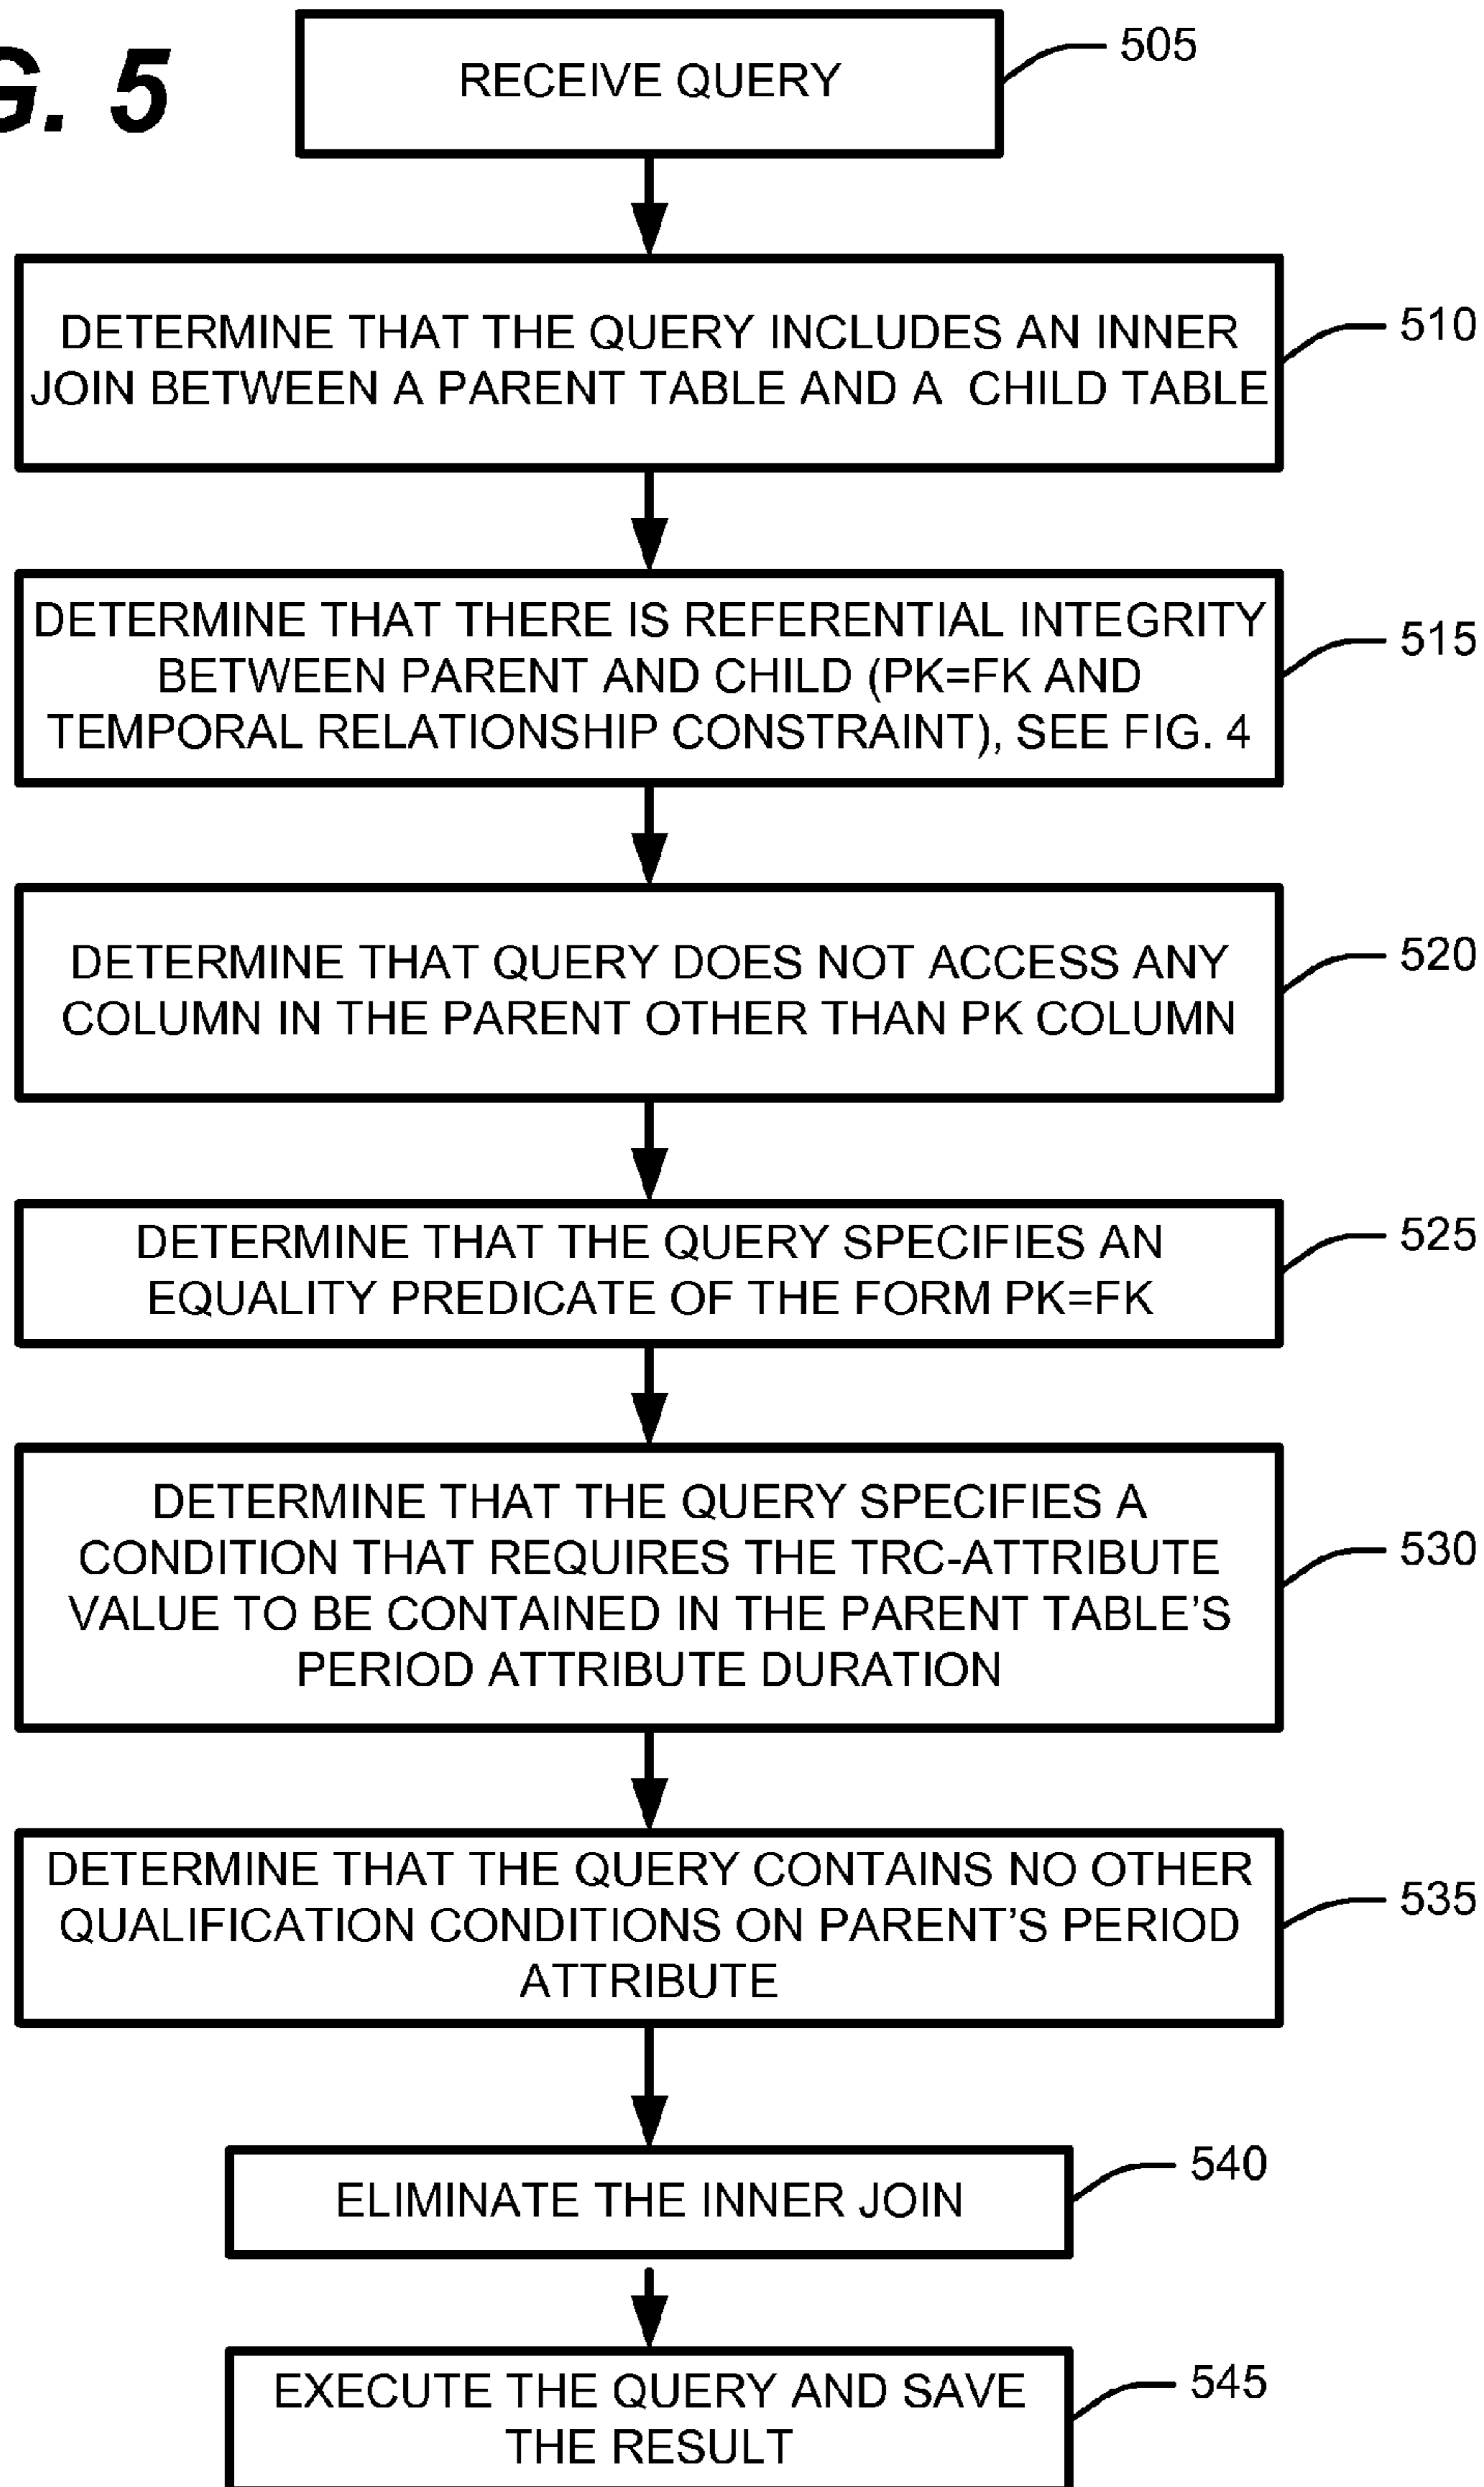 G. 5
RECEIVE QUERY
505
DETERMINE THAT THE QUERY INCLUDES AN INNER
JOIN BETWEEN A PARENT TABLE AND A CHILD TABLE
510
DETERMINE THAT THERE IS REFERENTIAL INTEGRITY
BETWEEN PARENT AND CHILD (PK=FK AND
TEMPORAL RELATIONSHIP CONSTRAINT), SEE FIG. 4
515
DETERMINE THAT QUERY DOES NOT ACCESS ANY
COLUMN IN THE PARENT OTHER THAN PK COLUMN
520
DETERMINE THAT THE QUERY SPECIFIES AN
EQUALITY PREDICATE OF THE FORM PK=FK
525
DETERMINE THAT THE QUERY SPECIFIES A
CONDITION THAT REQUIRES THE TRC-ATTRIBUTE
VALUE TO BE CONTAINED IN THE PARENT TABLE'S
PERIOD ATTRIBUTE DURATION
530
DETERMINE THAT THE QUERY CONTAINS NO OTHER
QUALIFICATION CONDITIONS ON PARENT'S PERIOD
ATTRIBUTE
535
ELIMINATE THE INNER JOIN
540
EXECUTE THE QUERY AND SAVE
THE RESULT
545